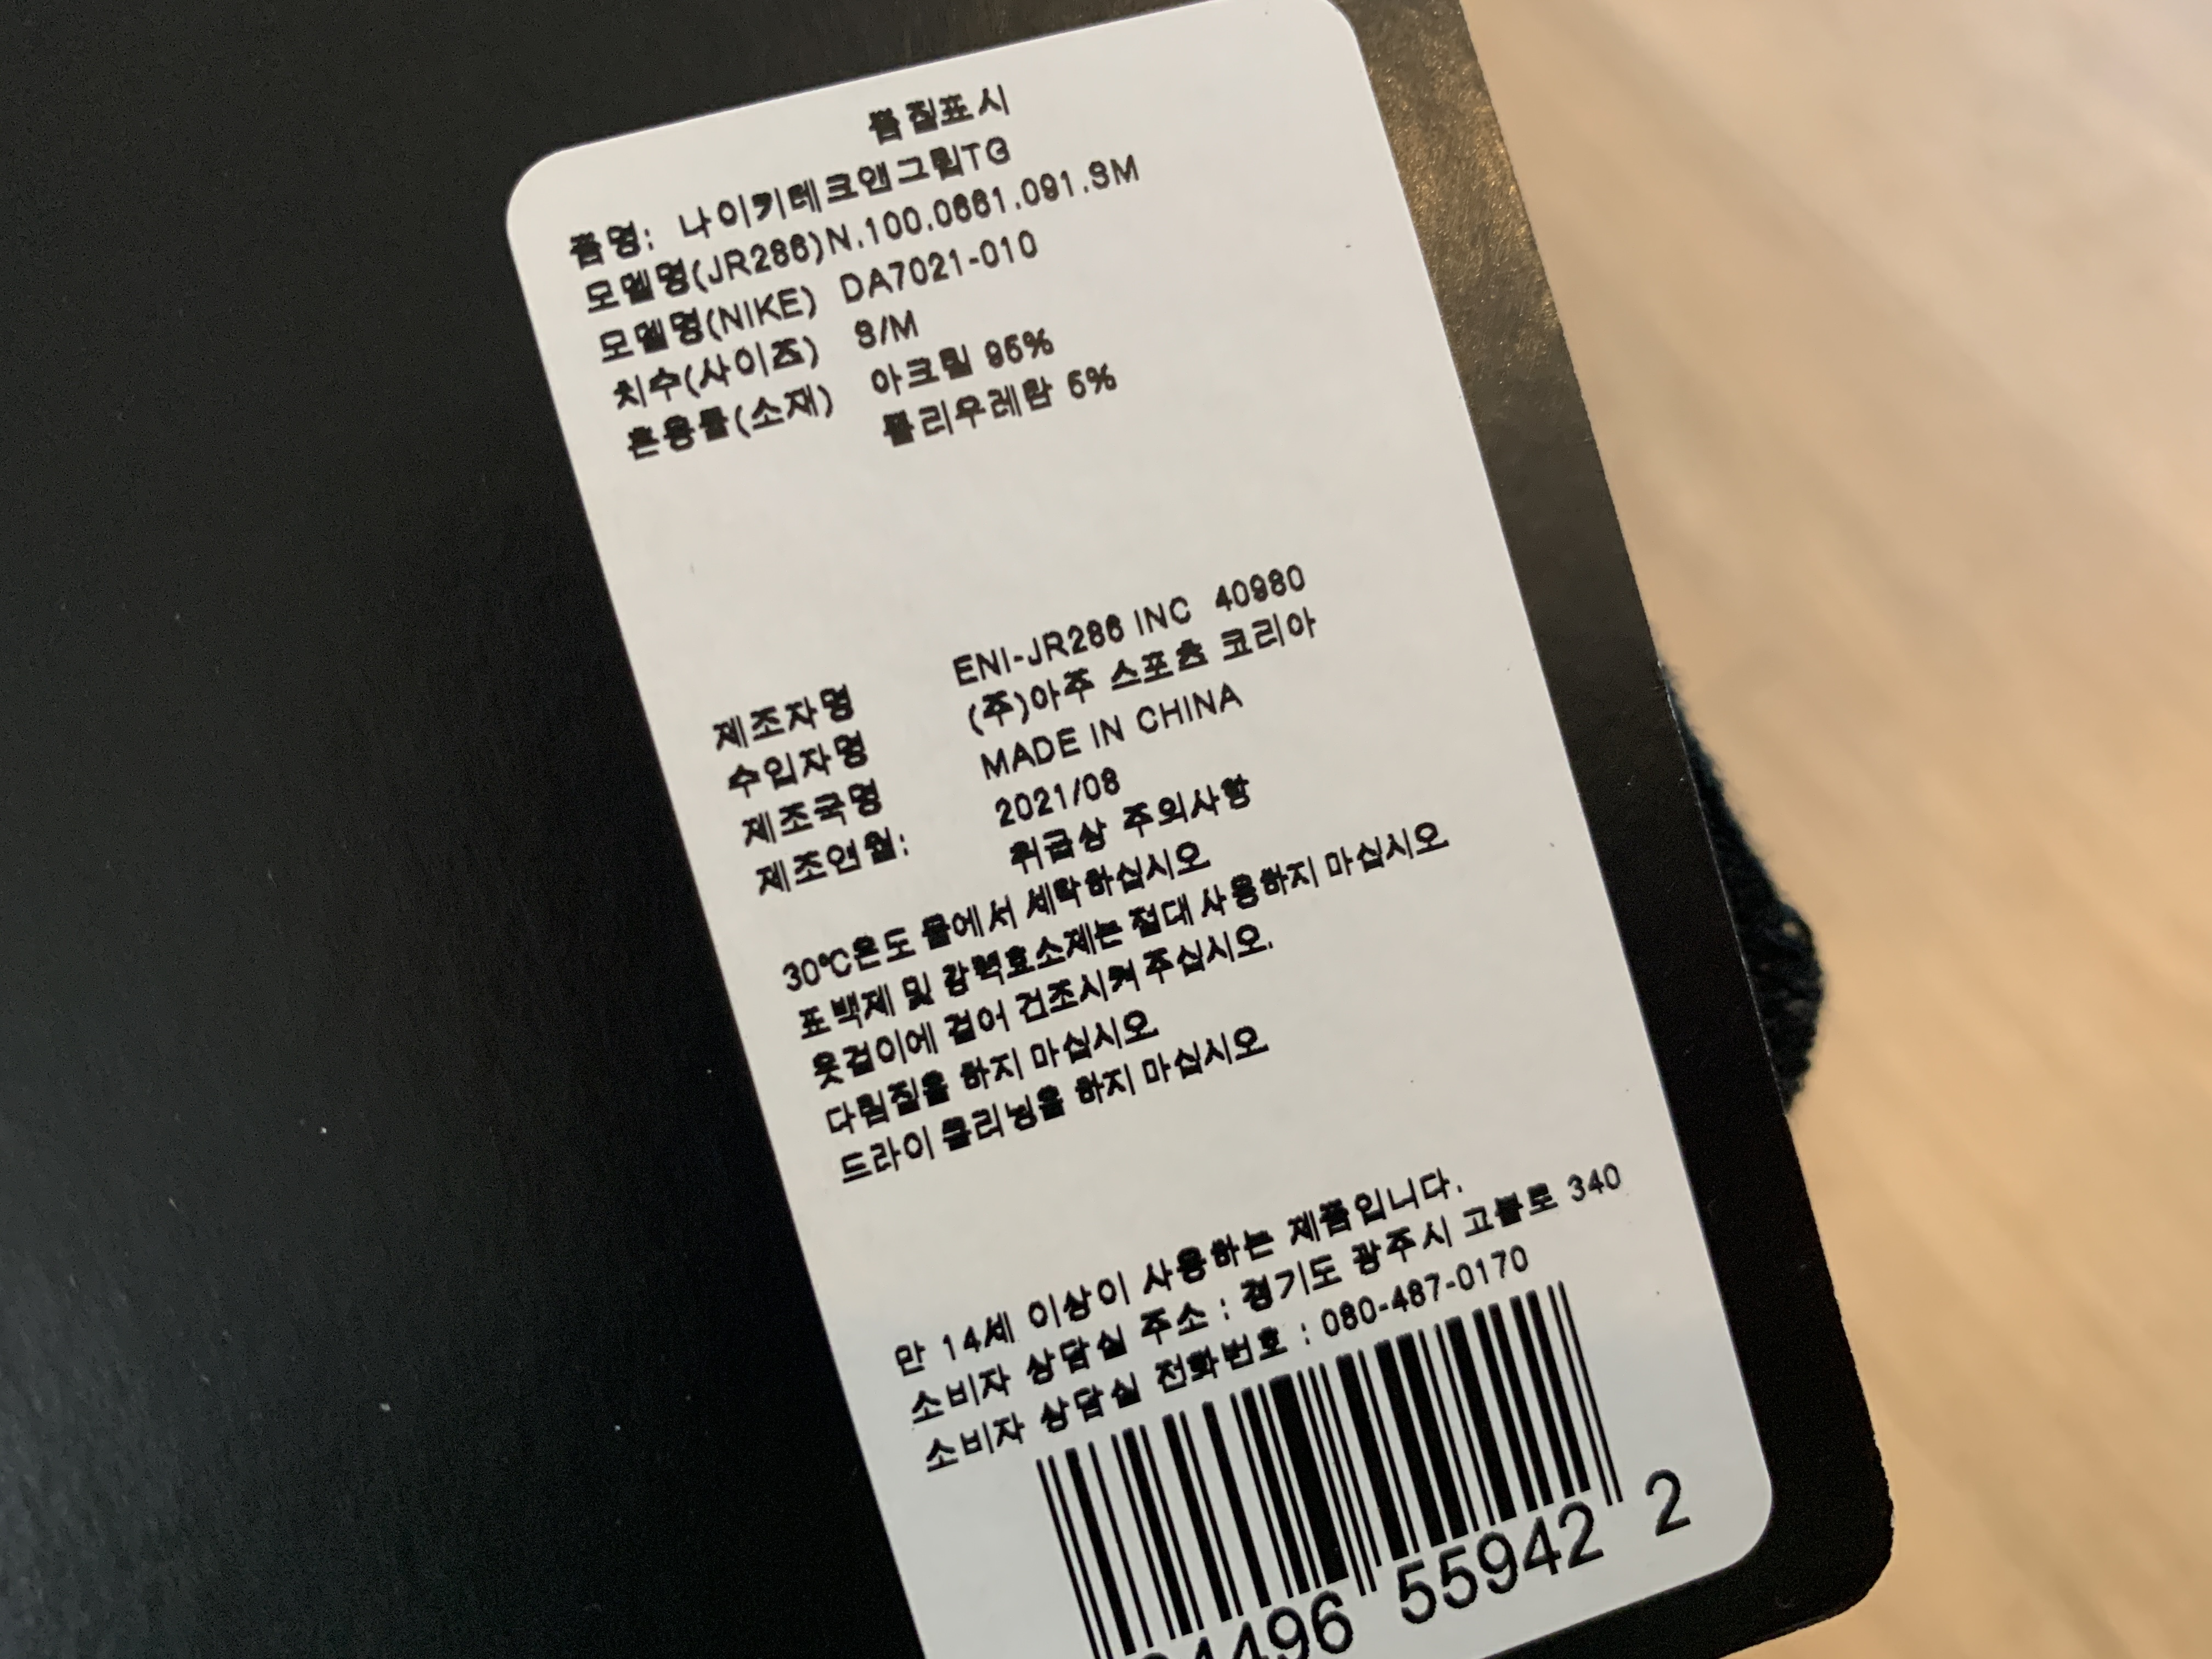 품질표시
품명: 나이키테크앤그립TG
모델명(JR286)N.100.0661.091.SM
모델명(NIKE) DA7021-010
치수(사이즈) S/M
혼용률(소재) 아크릴 95%
폴리우레탄 5%
제조자명 ENI-JR286 INC 40980
수입자명 (주)아주 스포츠 코리아
제조국명 MADE IN CHINA
제조연월: 2021/08
취급상 주의사항
30℃온도 물에서 세탁하십시오
표백제 및 강력효소제는 절대 사용하지 마십시오
옷걸이에 걸어 건조시켜 주십시오.
다림질을 하지 마십시오
드라이 클리닝을 하지 마십시오
만 14세 이상이 사용하는 제품입니다.
소비자 상담실 주소 : 경기도 광주시 고불로 340
소비자 상담실 전화번호 : 080-487-0170
4496 55942 2